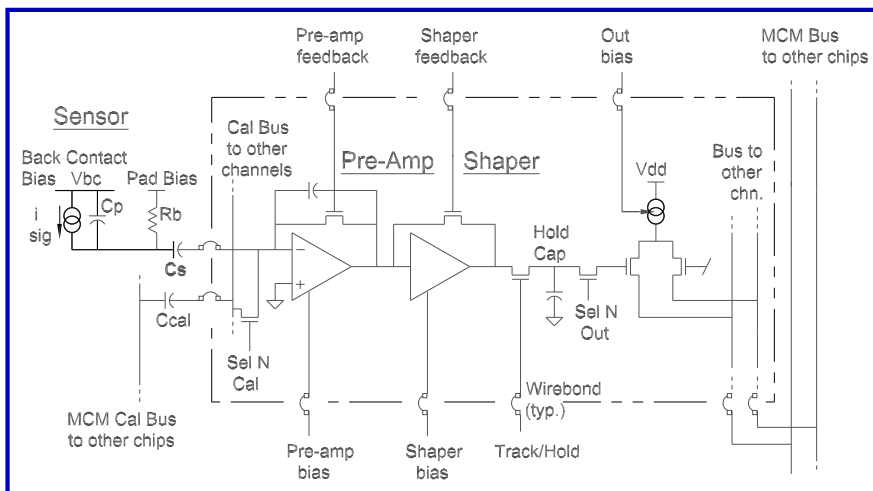 Pre-amp
feedback
Shaper
feedback
Out
bias
MCM Bus
to other chips
Sensor
Cal Bus
to other
channels
Pre-Amp
Shaper
Bus to
other
chn.
Back Contact
Bias
Vbc
Pad Bias
Vdd
Cp
Rb
i
sig
Cs
Hold
Cap
−
+
Ccal
Sel N
Cal
Sel N
Out
MCM Cal Bus
to other chips
Wirebond
(typ.)
Pre-amp
bias
Shaper
bias
Track/Hold